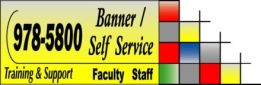 Banner /
(978-5800 Self Service
Training & Support Faculty Staff